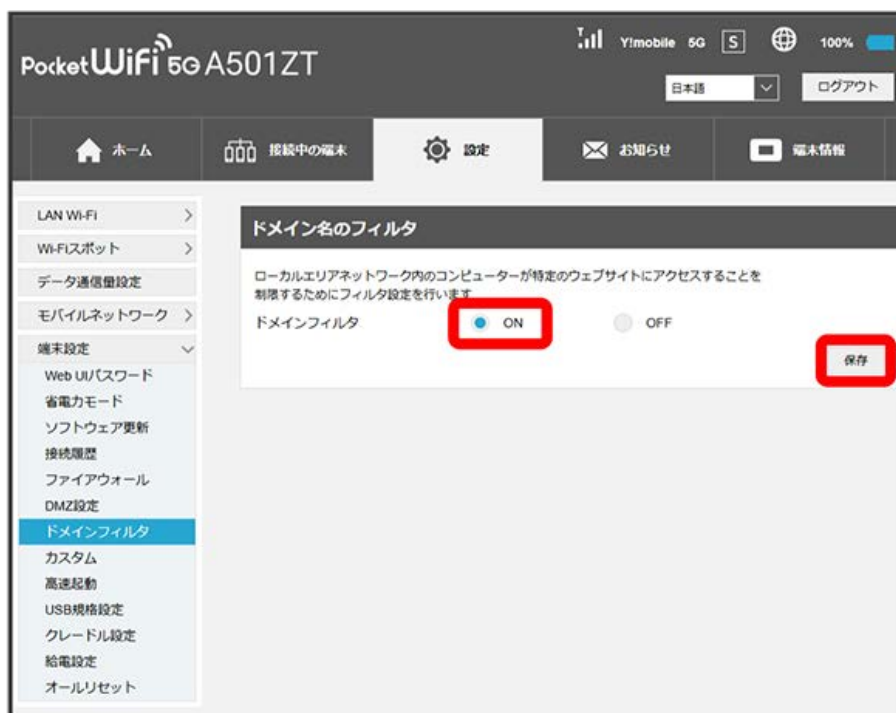 Pocket WiFi 5G A501ZT
Y!mobile 5G S 100%
日本語 ログアウト
ホーム 接続中の端末 設定 お知らせ 端末情報
LAN Wi-Fi
Wi-Fiスポット
データ通信量設定
モバイルネットワーク
端末設定
Web UIパスワード
省電力モード
ソフトウェア更新
接続履歴
ファイアウォール
DMZ設定
ドメインフィルタ
カスタム
高速起動
USB規格設定
クレードル設定
給電設定
オールリセット
ドメイン名のフィルタ
ローカルエリアネットワーク内のコンピューターが特定のウェブサイトにアクセスすることを
制限するためにフィルタ設定を行います
ドメインフィルタ ON OFF
保存